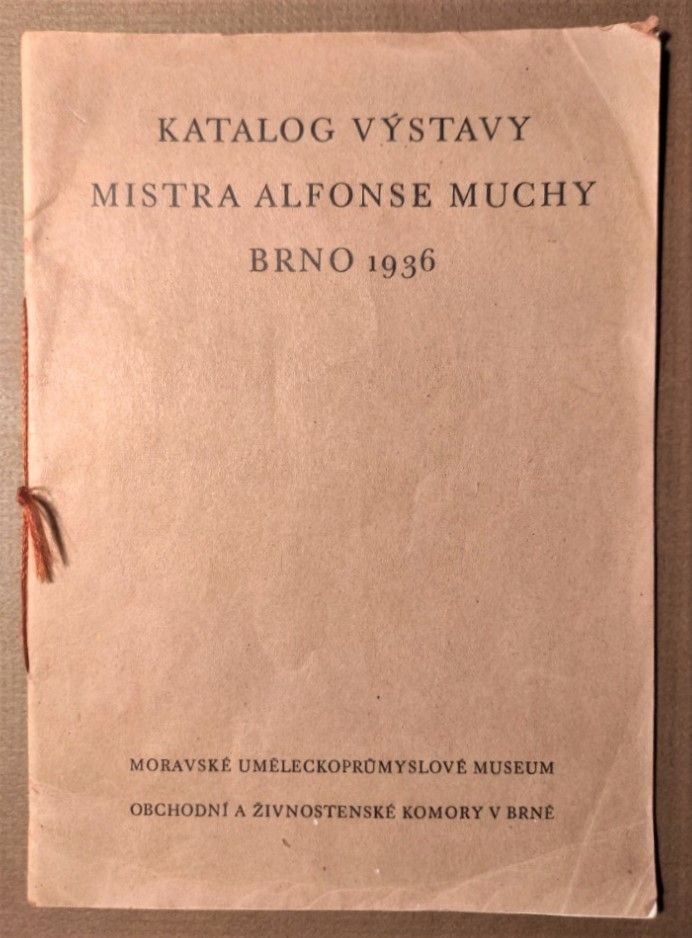 KATALOG VÝSTAVY
MISTRA ALFONSE MUCHY
BRNO 1936
MORAVSKÉ UMĚLECKOPRŮMYSLOVÉ MUSEUM
OBCHODNÍ A ŽIVNOSTENSKÉ KOMORY V BRNĚ